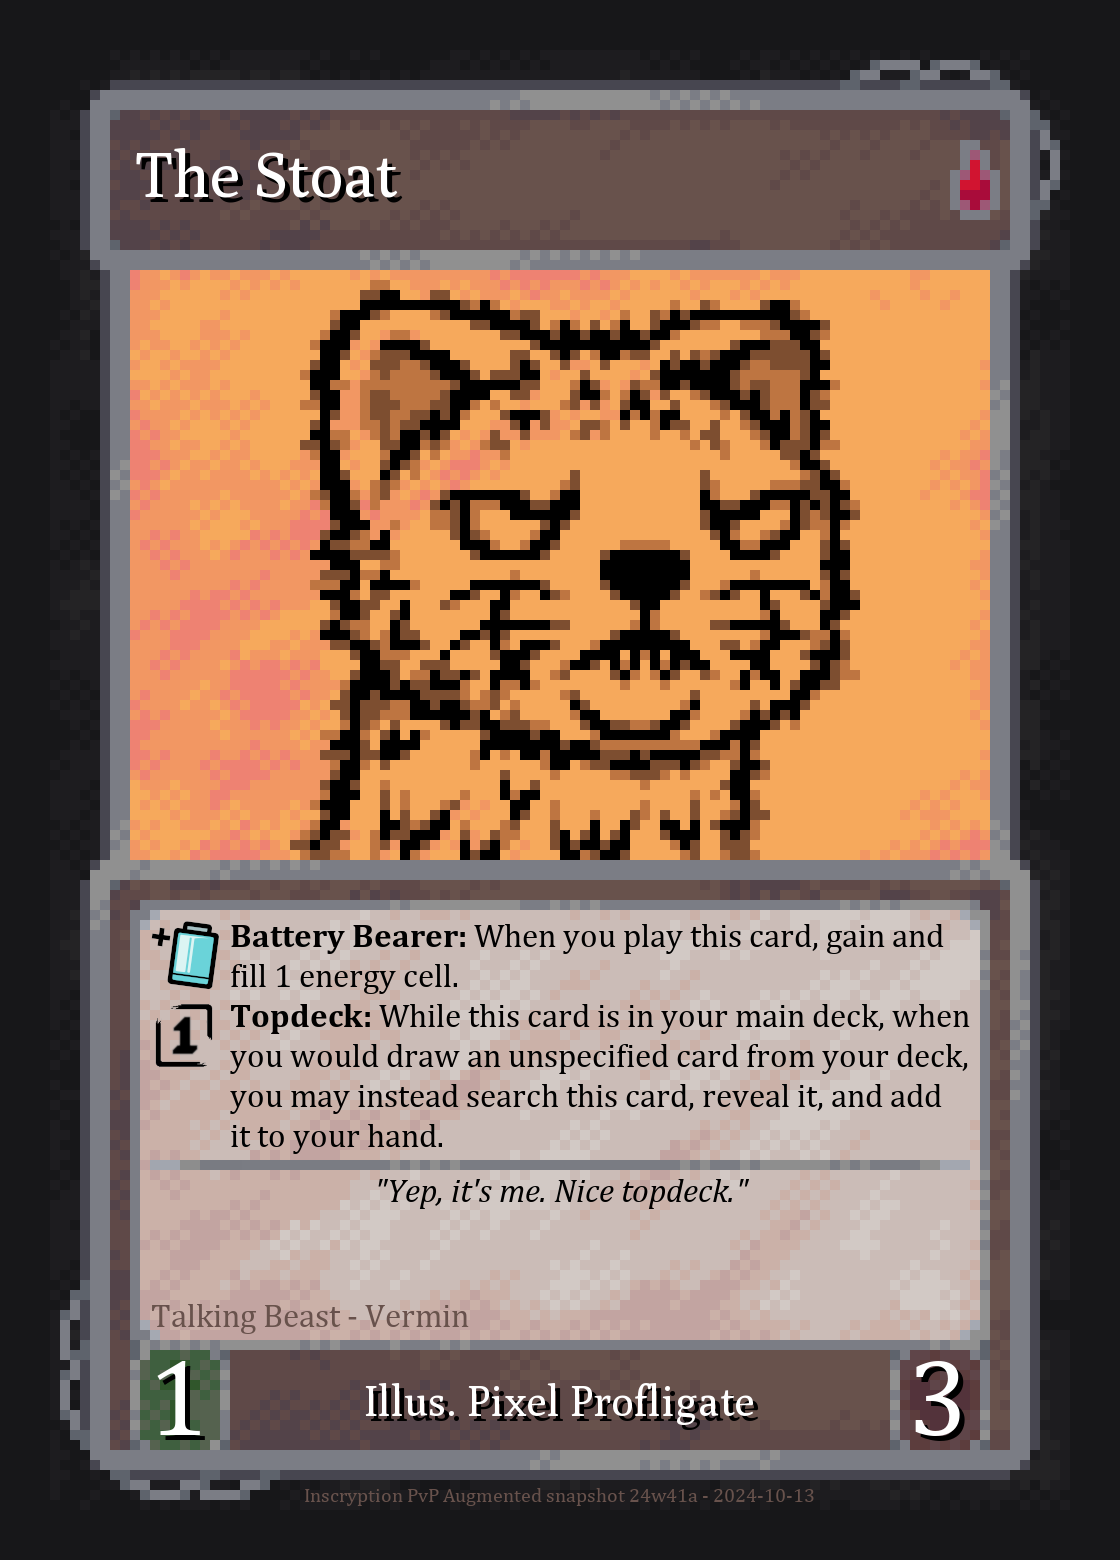 The Stoat
+ Battery Bearer: When you play this card, gain and
fill 1 energy cell.
1 Topdeck: While this card is in your main deck, when
you would draw an unspecified card from your deck,
you may instead search this card, reveal it, and add
it to your hand.
"Yep, it's me. Nice topdeck."
Talking Beast - Vermin
1 Illus. Pixel Profligate 3
Inscryption PvP Augmented snapshot 24w41a - 2024-10-13